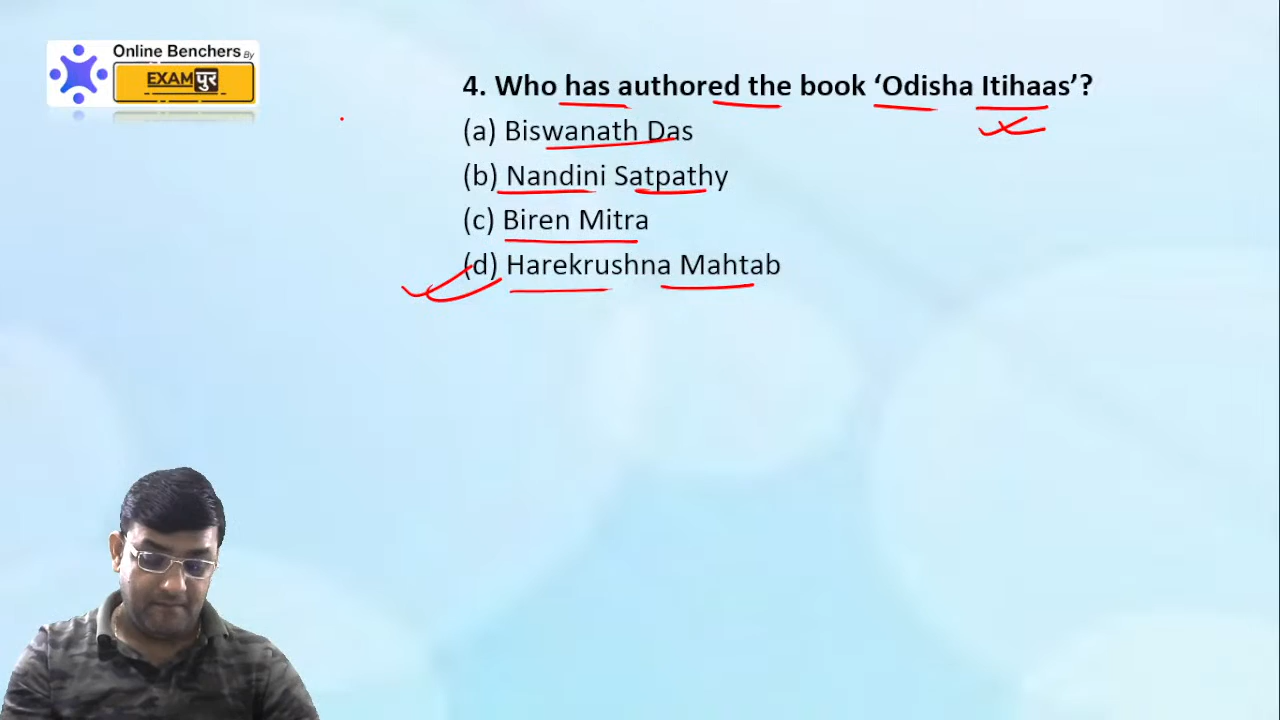 Online Benchers By
EXAMपुर
4. Who has authored the book ‘Odisha Itihaas’?
(a) Biswanath Das
(b) Nandini Satpathy
(c) Biren Mitra
(d) Harekrushna Mahtab